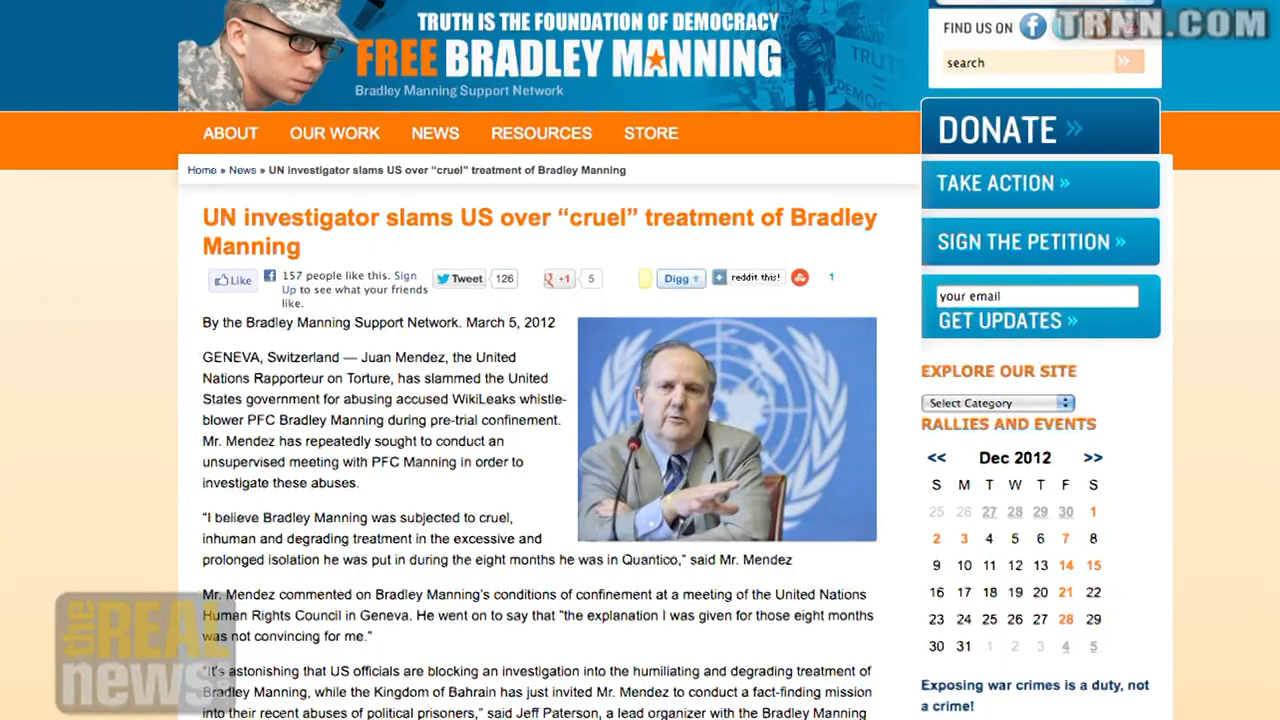 TRUTH IS THE FOUNDATION OF DEMOCRACY
FREE BRADLEY MANNING
Bradley Manning Support Network
FIND US ON
TRNN.COM
search
ABOUT OUR WORK NEWS RESOURCES STORE
DONATE »
TAKE ACTION »
SIGN THE PETITION »
your email
GET UPDATES »
EXPLORE OUR SITE
Select Category
RALLIES AND EVENTS
<< Dec 2012 >>
S M T W T F S
25 26 27 28 29 30 1
2 3 4 5 6 7 8
9 10 11 12 13 14 15
16 17 18 19 20 21 22
23 24 25 26 27 28 29
30 31 1 2 3 4 5
Exposing war crimes is a duty, not
a crime!
Home » News » UN investigator slams US over “cruel” treatment of Bradley Manning
UN investigator slams US over “cruel” treatment of Bradley
Manning
Like
157 people like this. Sign
Up to see what your friends
like.
Tweet 126
+1 5
Digg
reddit this!
1
By the Bradley Manning Support Network. March 5, 2012
GENEVA, Switzerland — Juan Mendez, the United
Nations Rapporteur on Torture, has slammed the United
States government for abusing accused WikiLeaks whistle-
blower PFC Bradley Manning during pre-trial confinement.
Mr. Mendez has repeatedly sought to conduct an
unsupervised meeting with PFC Manning in order to
investigate these abuses.
“I believe Bradley Manning was subjected to cruel,
inhuman and degrading treatment in the excessive and
prolonged isolation he was put in during the eight months he was in Quantico,” said Mr. Mendez
Mr. Mendez commented on Bradley Manning’s conditions of confinement at a meeting of the United Nations
Human Rights Council in Geneva. He went on to say that “the explanation I was given for those eight months
was not convincing for me.”
“It’s astonishing that US officials are blocking an investigation into the humiliating and degrading treatment of
Bradley Manning, while the Kingdom of Bahrain has just invited Mr. Mendez to conduct a fact-finding mission
into their recent abuses of political prisoners,” said Jeff Paterson, a lead organizer with the Bradley Manning
the REAL
news